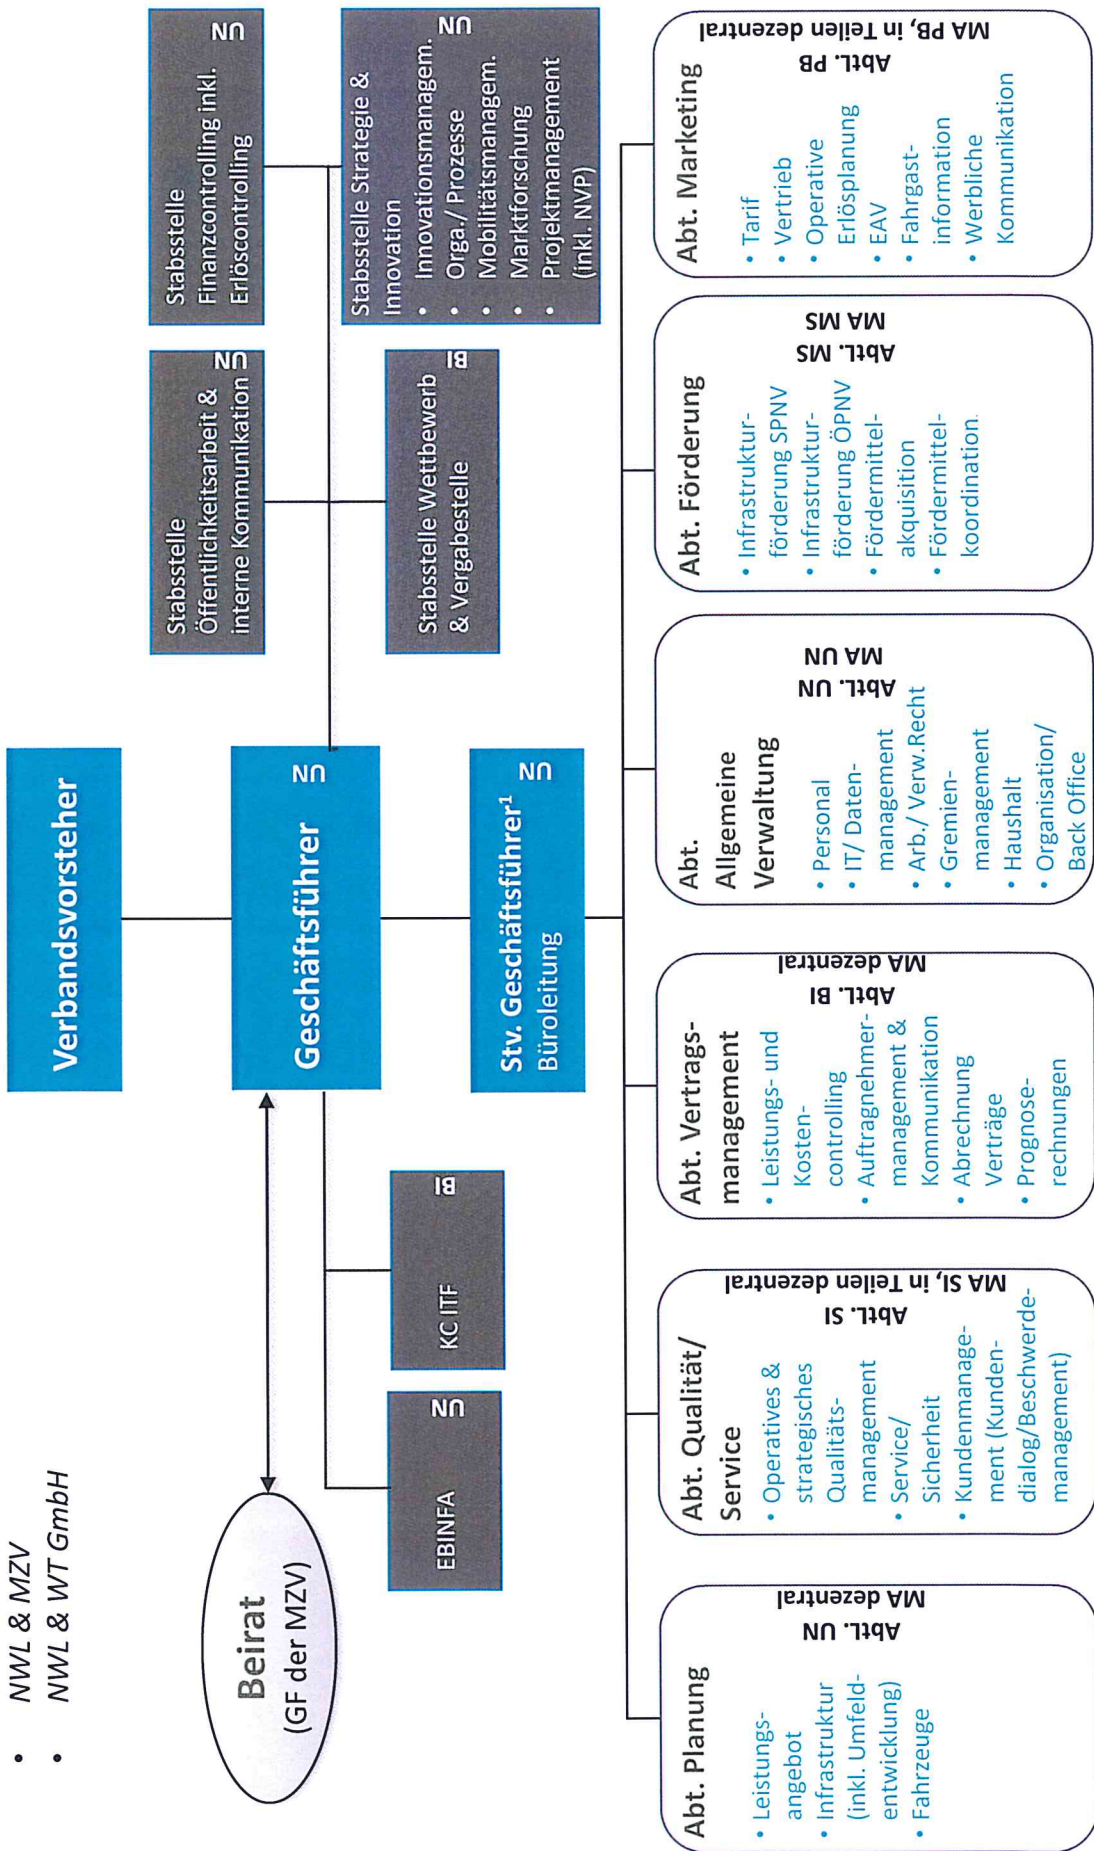 • NWL & MZV
• NWL & WT GmbH
Verbandsvorsteher
Beirat
(GF der MZV)
Geschäftsführer
UN
Stv. Geschäftsführer¹
Büroleitung
UN
EBINFA
UN
KC ITF
BI
Stabsstelle
Öffentlichkeitsarbeit &
interne Kommunikation
UN
Stabsstelle
Finanzcontrolling inkl.
Erlöscontrolling
UN
Stabsstelle Wettbewerb
& Vergabestelle
BI
Stabsstelle Strategie &
Innovation
• Innovationsmanagem.
• Orga./ Prozesse
• Mobilitätsmanagem.
• Marktforschung
• Projektmanagement
(inkl. NVP)
UN
Abt. Planung
• Leistungs-
angebot
• Infrastruktur
(inkl. Umfeld-
entwicklung)
• Fahrzeuge
Abtl. UN
MA dezentral
Abt. Qualität/
Service
• Operatives &
strategisches
Qualitäts-
management
• Service/
Sicherheit
• Kundenmanage-
ment (Kunden-
dialog/Beschwerde-
management)
Abtl. SI
MA SI, in Teilen dezentral
Abt. Vertrags-
management
• Leistungs- und
Kosten-
controlling
• Auftragnehmer-
management &
Kommunikation
• Abrechnung
Verträge
• Prognose-
rechnungen
Abtl. BI
MA dezentral
Abt.
Allgemeine
Verwaltung
• Personal
• IT/ Daten-
management
• Arb./ Verw.Recht
• Gremien-
management
• Haushalt
• Organisation/
Back Office
Abtl. UN
MA UN
Abt. Förderung
• Infrastruktur-
förderung SPNV
• Infrastruktur-
förderung ÖPNV
• Fördermittel-
akquisition
• Fördermittel-
koordination
Abtl. MS
MA MS
Abt. Marketing
• Tarif
• Vertrieb
• Operative
Erlösplanung
• EAV
• Fahrgast-
information
• Werbliche
Kommunikation
Abtl. PB
MA PB, in Teilen dezentral